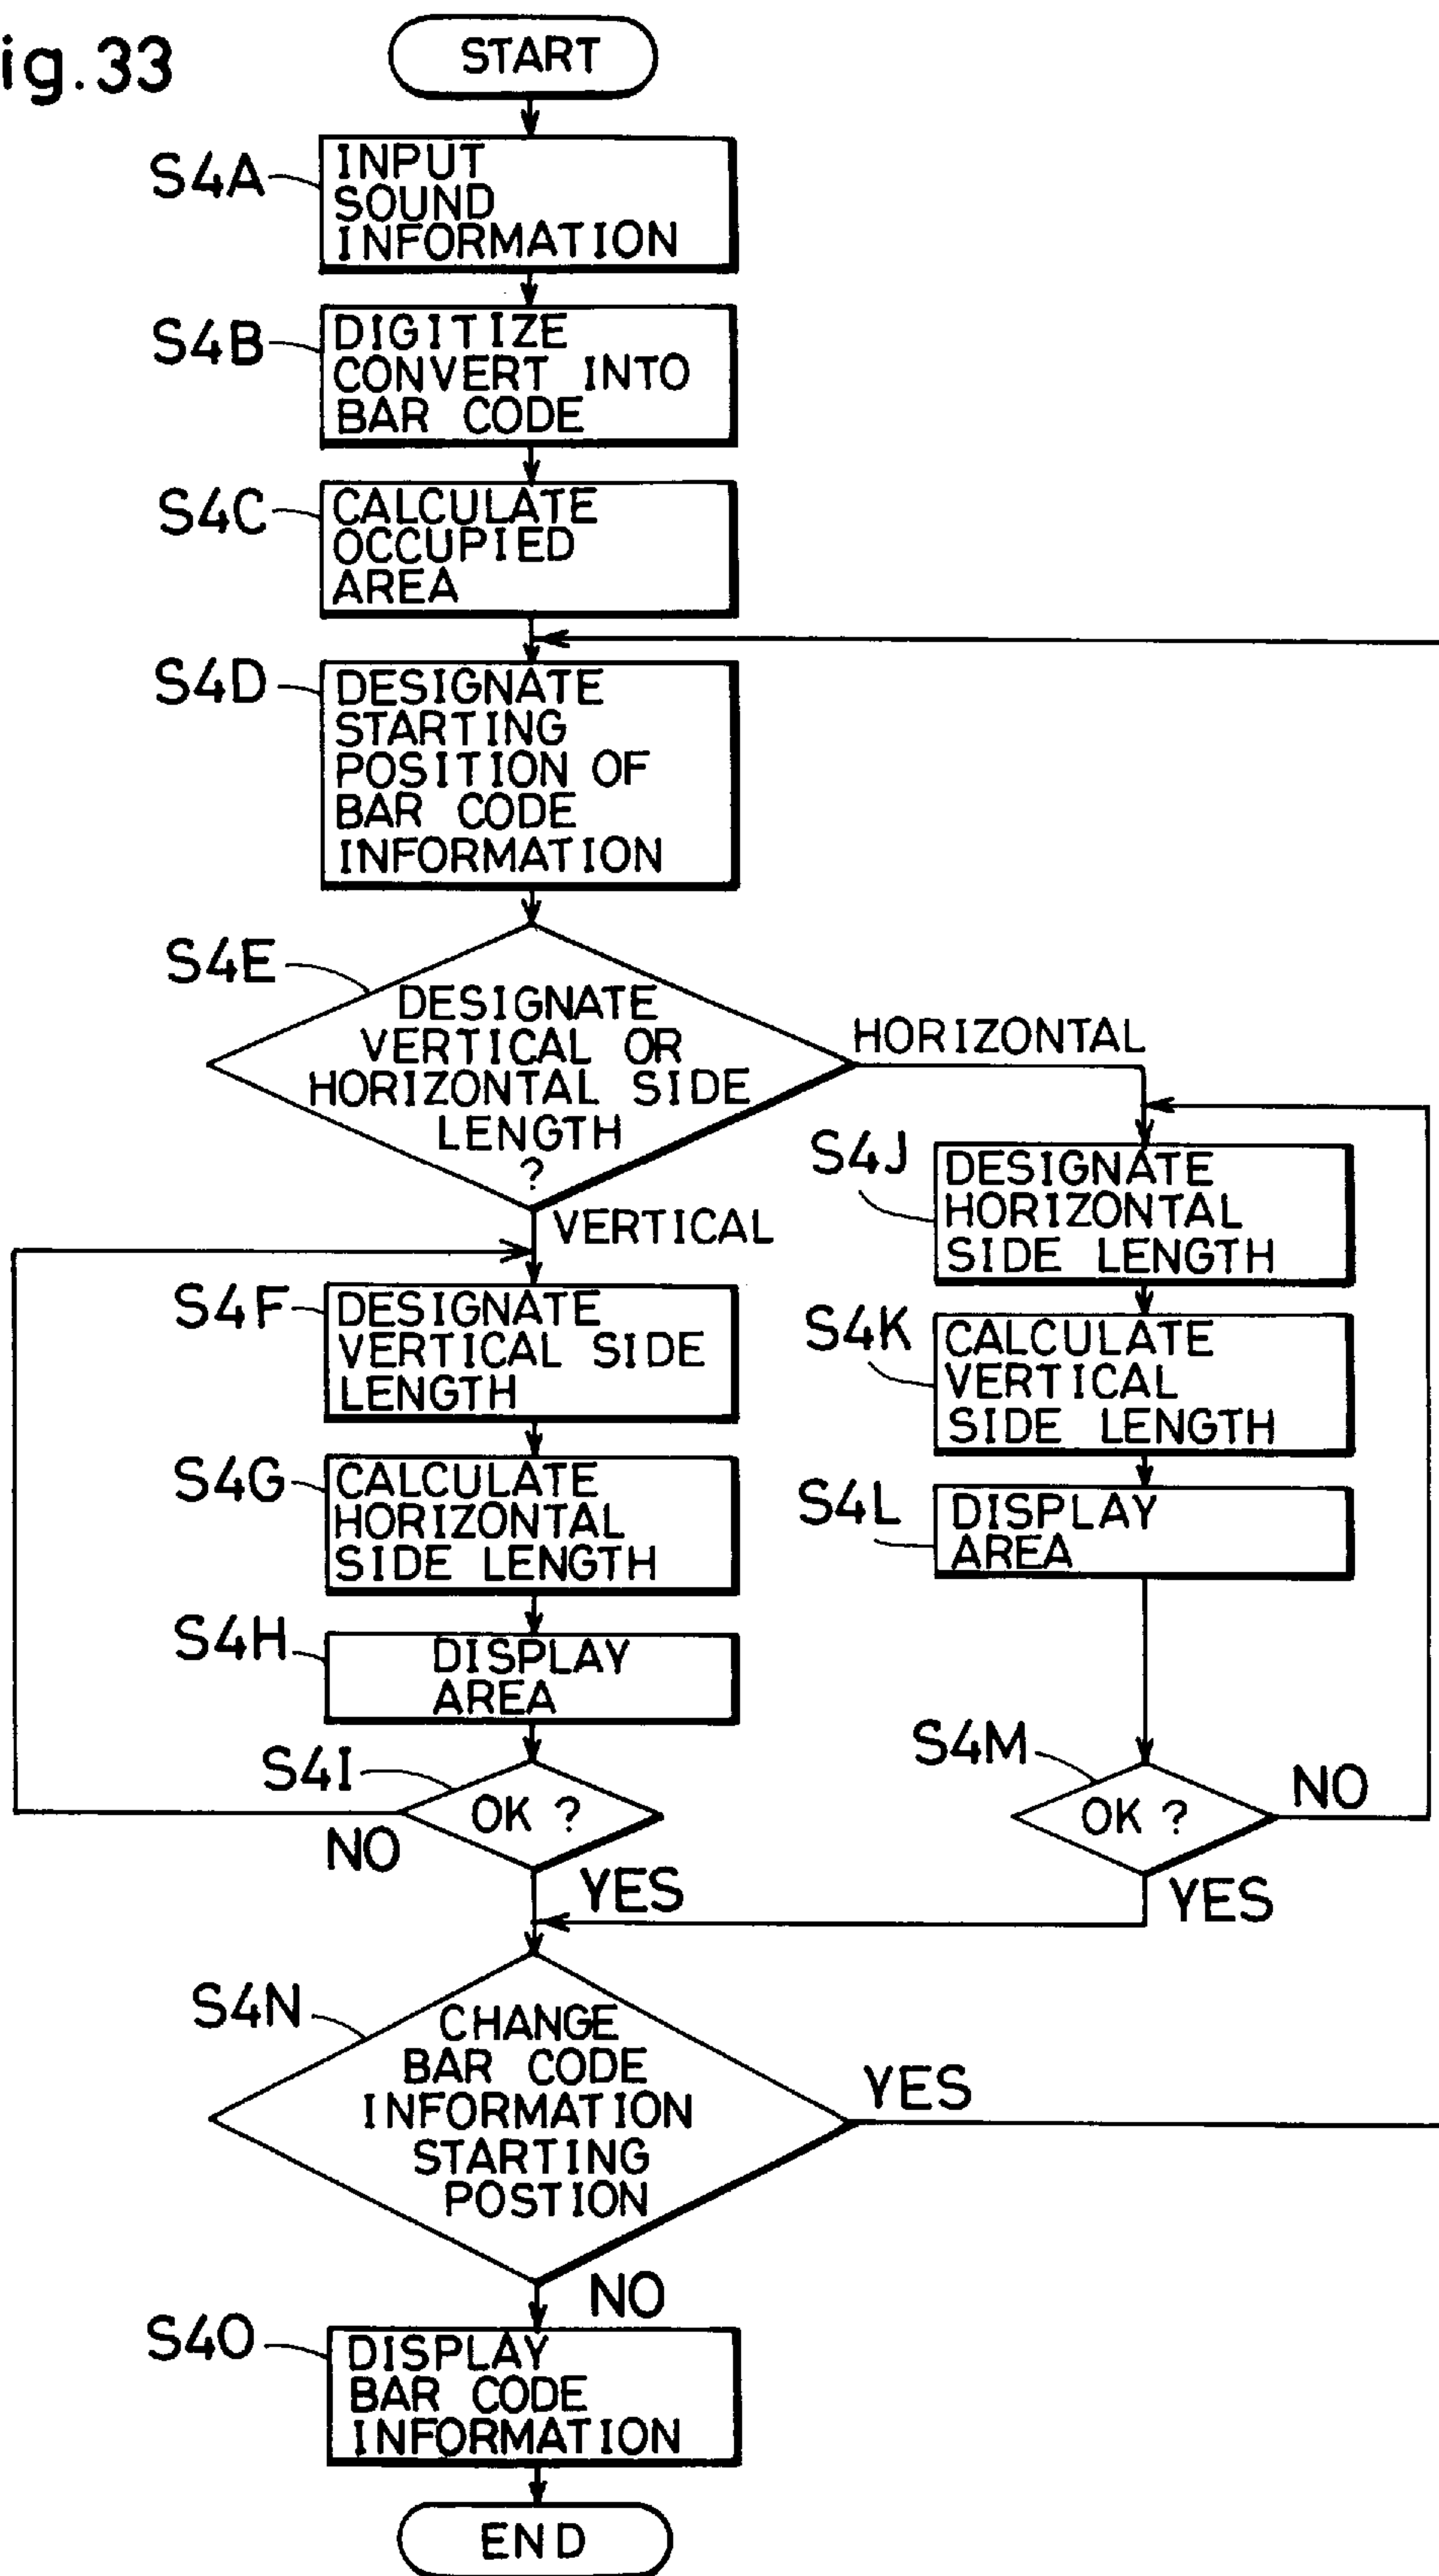 ig.33
START
S4A
INPUT
SOUND
INFORMATION
S4B
DIGITIZE
CONVERT INTO
BAR CODE
S4C
CALCULATE
OCCUPIED
AREA
S4D
DESIGNATE
STARTING
POSITION OF
BAR CODE
INFORMATION
S4E
DESIGNATE
VERTICAL OR
HORIZONTAL SIDE
LENGTH
?
HORIZONTAL
VERTICAL
S4J
DESIGNATE
HORIZONTAL
SIDE LENGTH
S4F
DESIGNATE
VERTICAL SIDE
LENGTH
S4K
CALCULATE
VERTICAL
SIDE LENGTH
S4G
CALCULATE
HORIZONTAL
SIDE LENGTH
S4L
DISPLAY
AREA
S4H
DISPLAY
AREA
S4I
OK ?
NO
YES
S4M
OK ?
NO
YES
S4N
CHANGE
BAR CODE
INFORMATION
STARTING
POSTION
YES
NO
S4O
DISPLAY
BAR CODE
INFORMATION
END